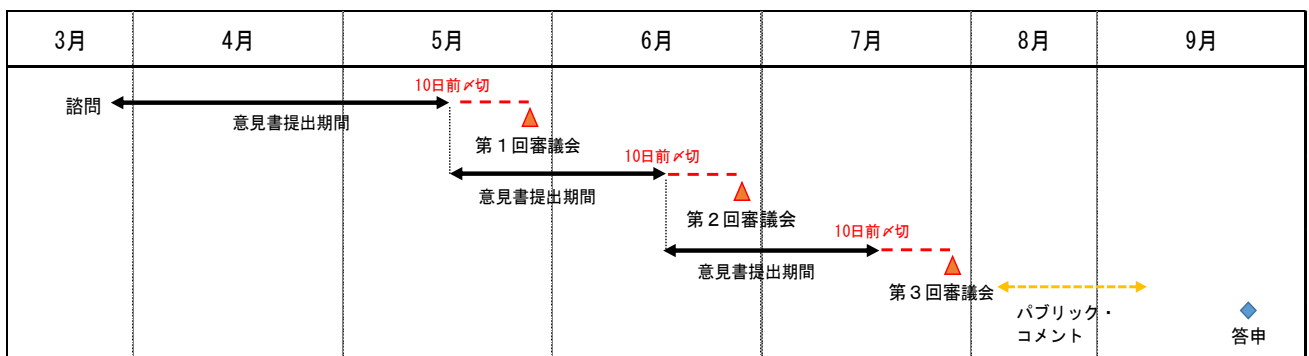 3月 4月 5月 6月 7月 8月 9月
10日前〆切
諮問
意見書提出期間
第1回審議会
10日前〆切
意見書提出期間
第2回審議会
10日前〆切
意見書提出期間
第3回審議会
パブリック・
コメント
答申